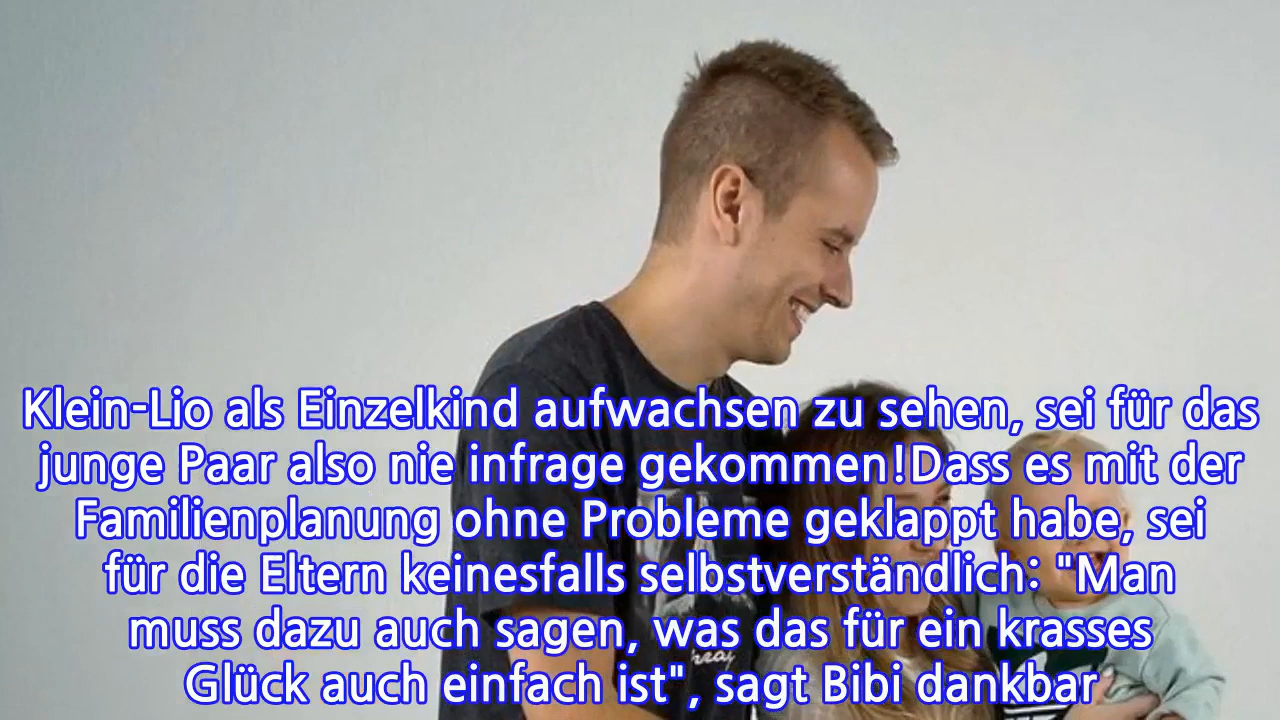 Klein-Lio als Einzelkind aufwachsen zu sehen, sei für das
junge Paar also nie infrage gekommen!Dass es mit der
Familienplanung ohne Probleme geklappt habe, sei
für die Eltern keinesfalls selbstverständlich: "Man
muss dazu auch sagen, was das für ein krasses
Glück auch einfach ist", sagt Bibi dankbar